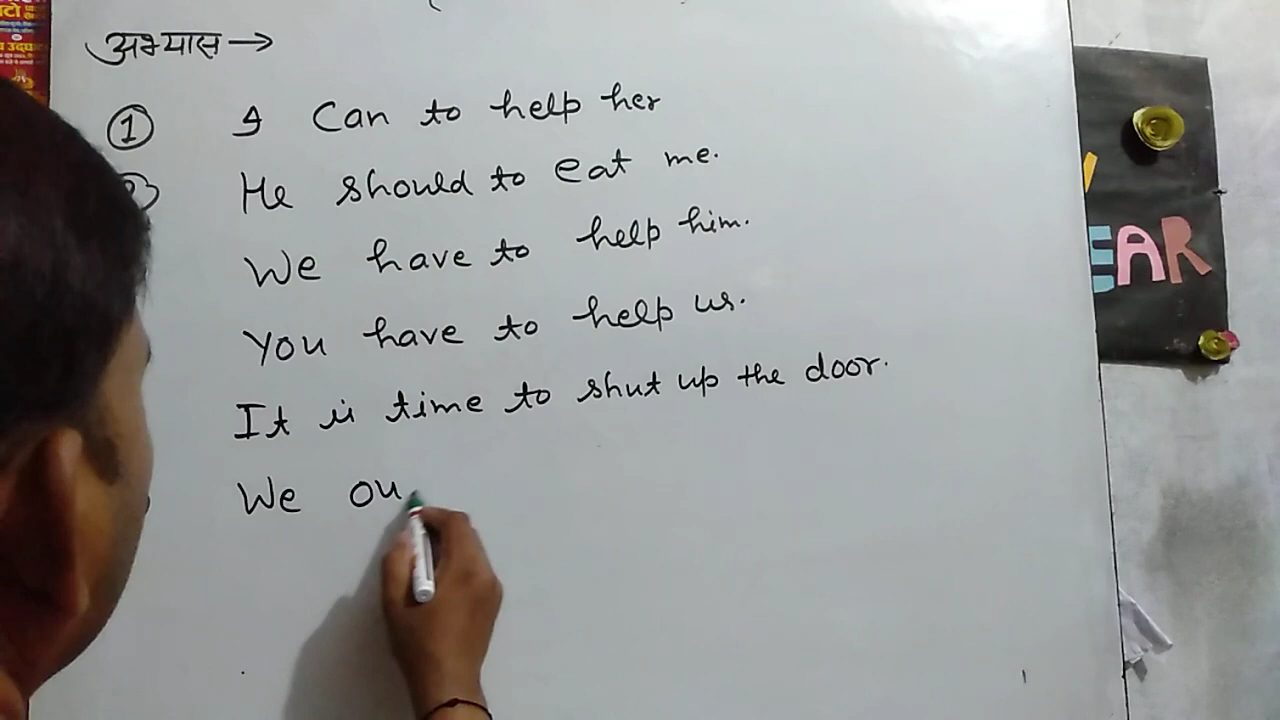 अभ्यास →
① I Can to help her
② He should to eat me.
We have to help him.
You have to help us.
It is time to shut up the door.
We ou
EAR